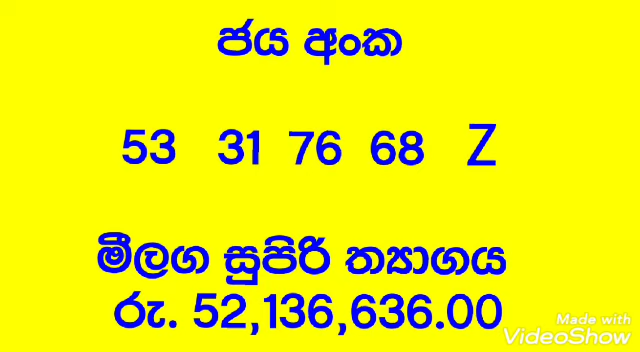 ජය අංක
53 31 76 68 Z
මීලග සුපිරි ත්‍යාගය
රු. 52,136,636.00
Made with
VideoShow